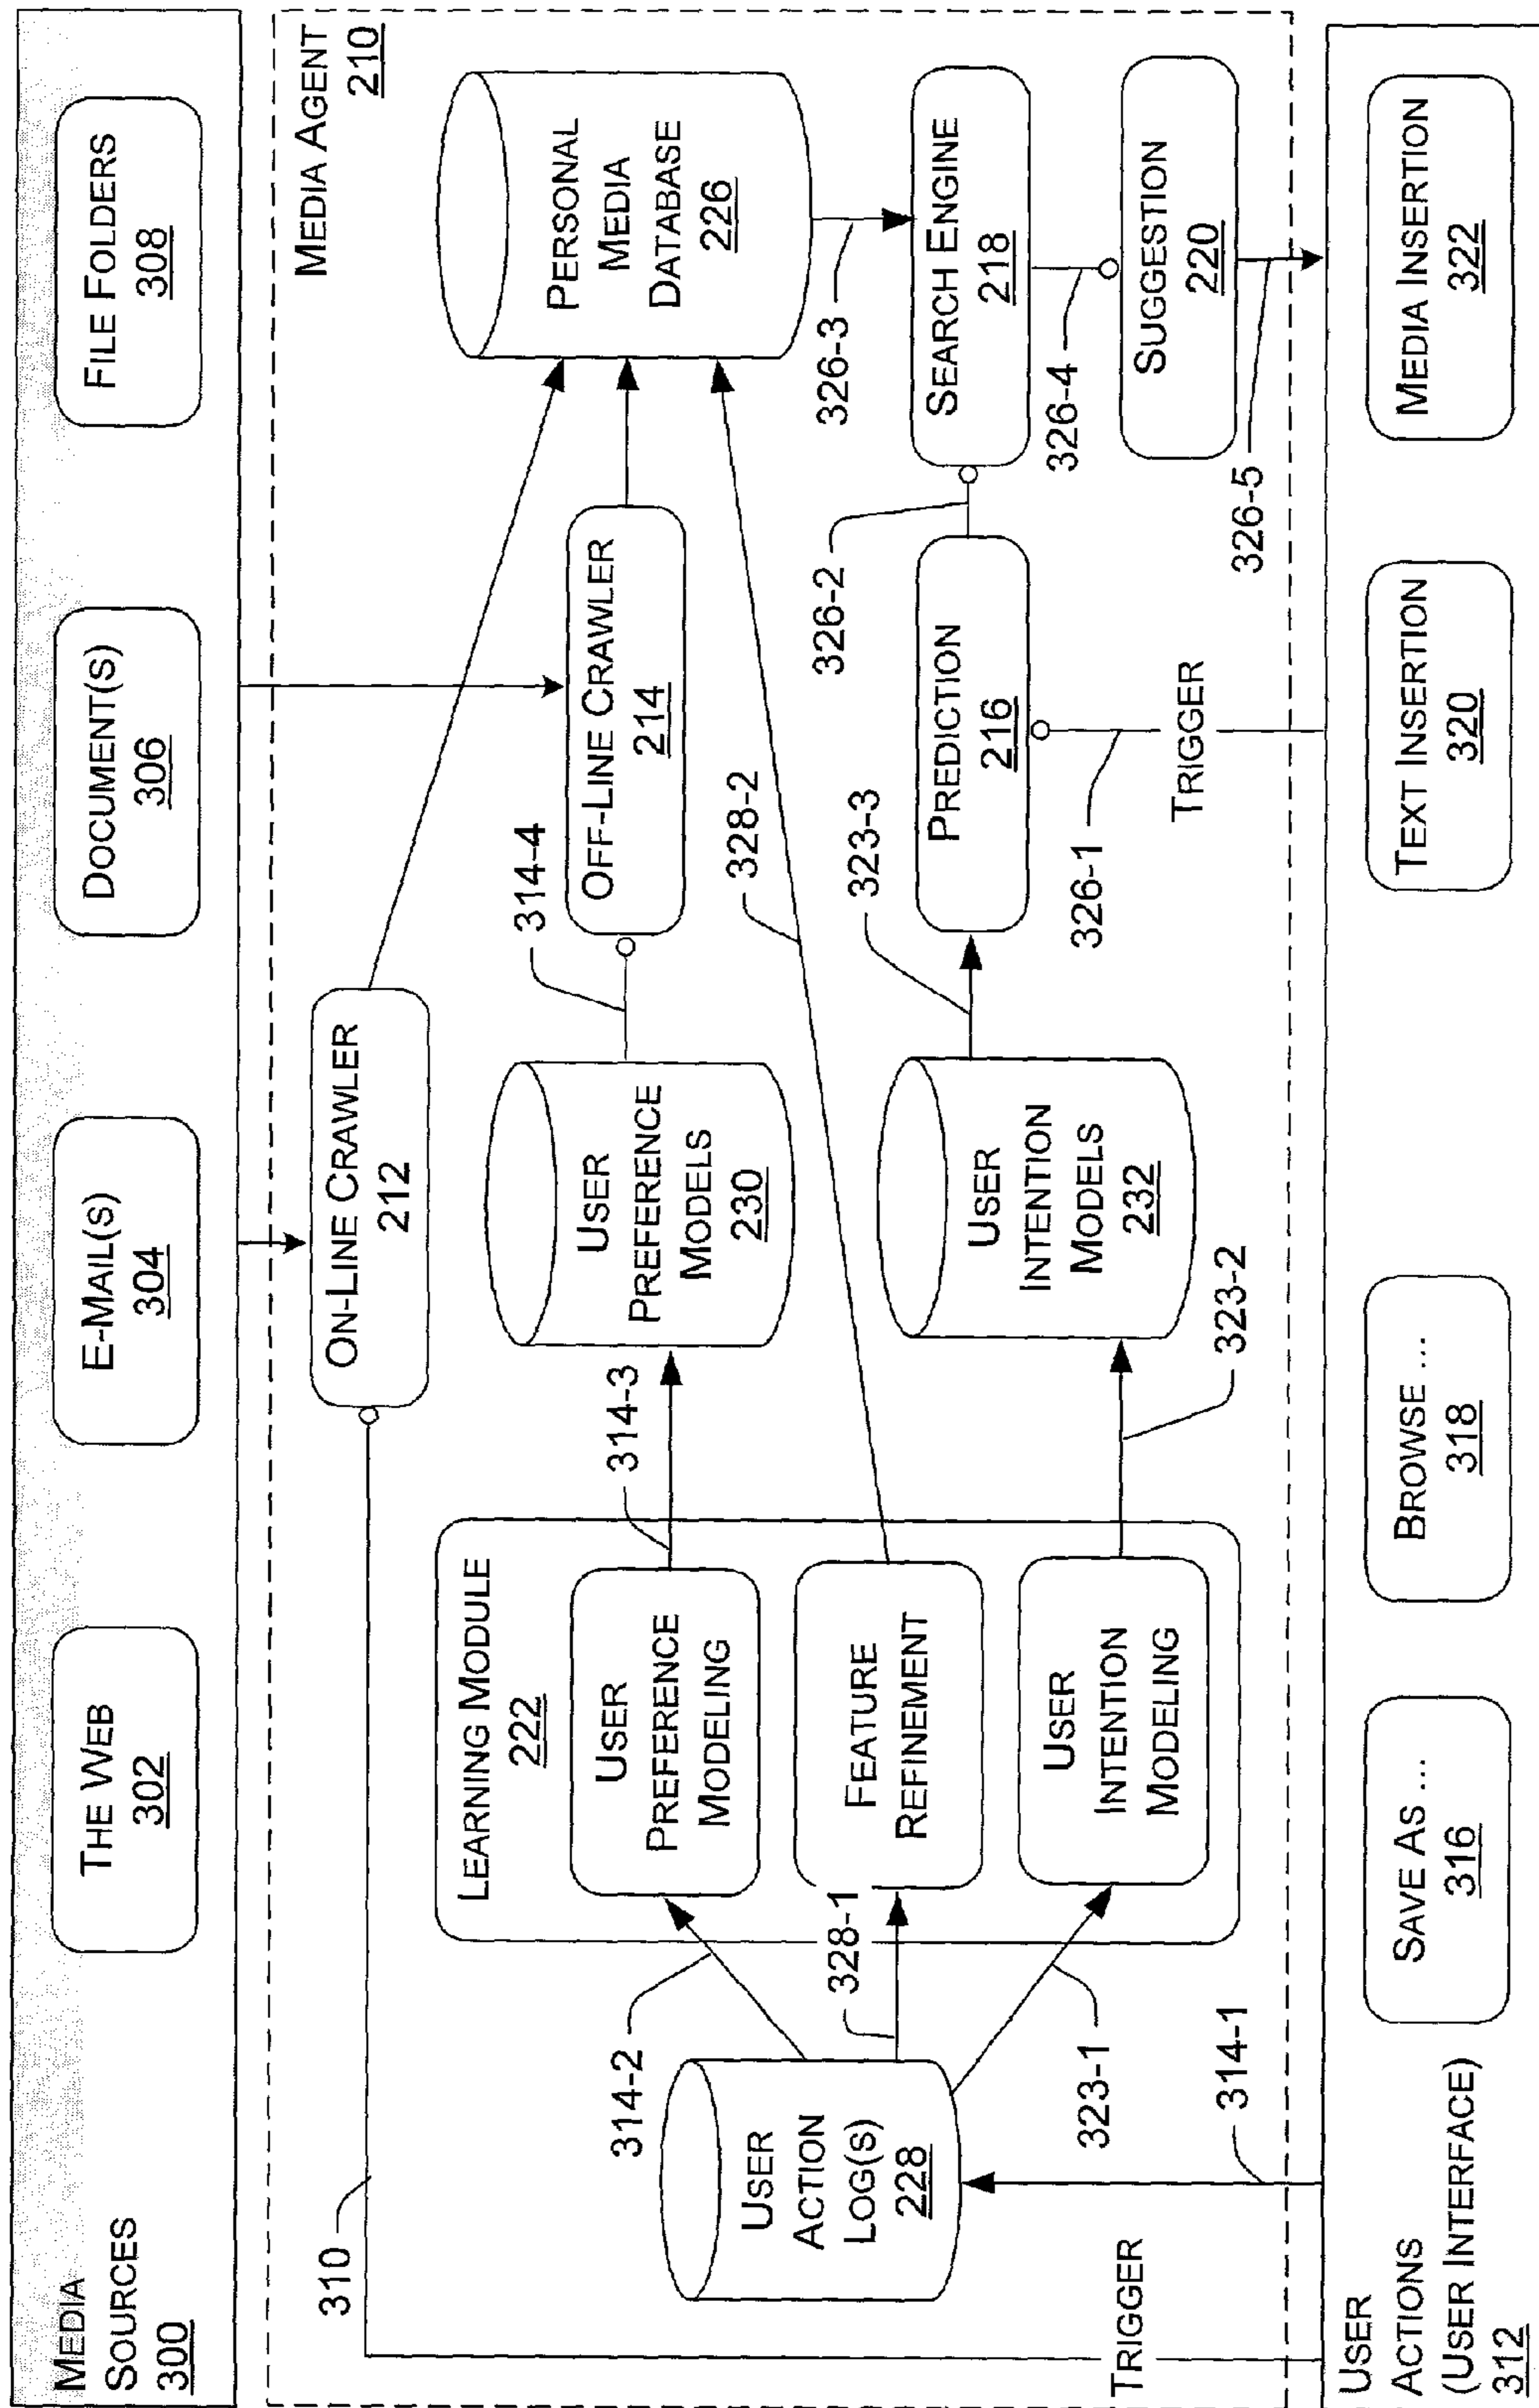 MEDIA
SOURCES
300
THE WEB
302
E-MAIL(S)
304
DOCUMENT(S)
306
FILE FOLDERS
308
MEDIA AGENT
210
310
ON-LINE CRAWLER
212
LEARNING MODULE
222
USER
PREFERENCE
MODELING
314-3
USER
PREFERENCE
MODELS
230
314-4
OFF-LINE CRAWLER
214
PERSONAL
MEDIA
DATABASE
226
314-2
USER
ACTION
LOG(S)
228
328-1
FEATURE
REFINEMENT
328-2
323-1
USER
INTENTION
MODELING
323-2
USER
INTENTION
MODELS
232
323-3
PREDICTION
216
326-2
326-3
SEARCH ENGINE
218
326-4
SUGGESTION
220
326-5
326-1
TRIGGER
314-1
TRIGGER
USER
ACTIONS
(USER INTERFACE)
312
SAVE AS ...
316
BROWSE ....
318
TEXT INSERTION
320
MEDIA INSERTION
322